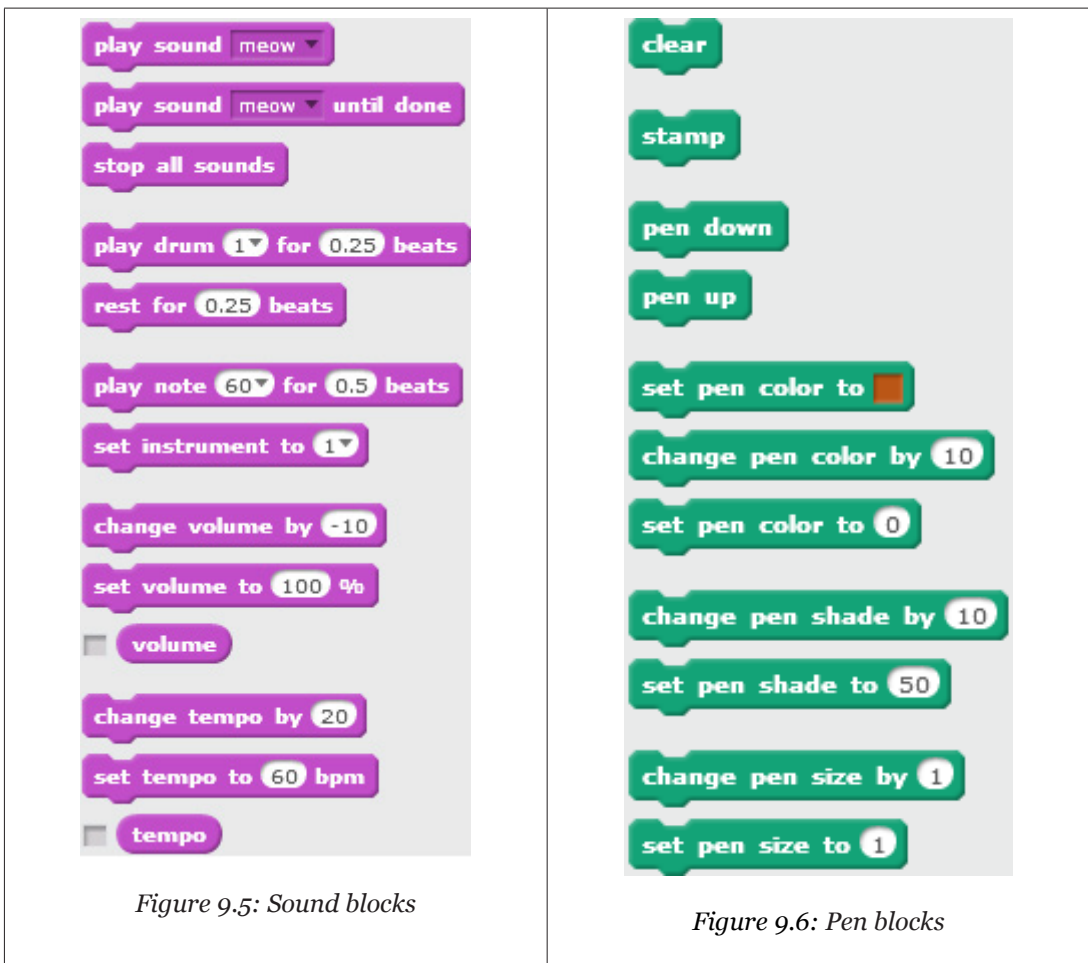 play sound meow
play sound meow until done
stop all sounds
play drum 1 for 0.25 beats
rest for 0.25 beats
play note 60 for 0.5 beats
set instrument to 1
change volume by -10
set volume to 100 %
volume
change tempo by 20
set tempo to 60 bpm
tempo
Figure 9.5: Sound blocks
clear
stamp
pen down
pen up
set pen color to
change pen color by 10
set pen color to 0
change pen shade by 10
set pen shade to 50
change pen size by 1
set pen size to 1
Figure 9.6: Pen blocks